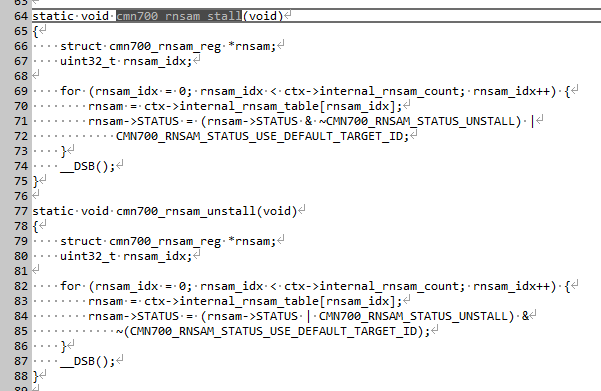 63
64 static void cmn700_rnsam_stall(void)
65 {
66     struct cmn700_rnsam_reg *rnsam;
67     uint32_t rnsam_idx;
68
69     for (rnsam_idx = 0; rnsam_idx < ctx->internal_rnsam_count; rnsam_idx++) {
70         rnsam = ctx->internal_rnsam_table[rnsam_idx];
71         rnsam->STATUS = (rnsam->STATUS & ~CMN700_RNSAM_STATUS_UNSTALL) |
72             CMN700_RNSAM_STATUS_USE_DEFAULT_TARGET_ID;
73     }
74     __DSB();
75 }
76
77 static void cmn700_rnsam_unstall(void)
78 {
79     struct cmn700_rnsam_reg *rnsam;
80     uint32_t rnsam_idx;
81
82     for (rnsam_idx = 0; rnsam_idx < ctx->internal_rnsam_count; rnsam_idx++) {
83         rnsam = ctx->internal_rnsam_table[rnsam_idx];
84         rnsam->STATUS = (rnsam->STATUS | CMN700_RNSAM_STATUS_UNSTALL) &
85             ~(CMN700_RNSAM_STATUS_USE_DEFAULT_TARGET_ID);
86     }
87     __DSB();
88 }
89